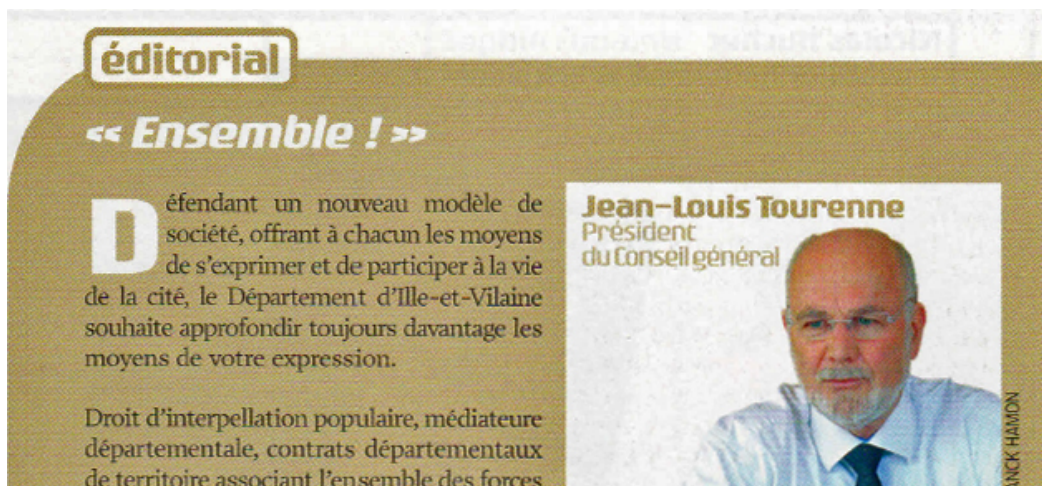 éditorial
« Ensemble ! »
Défendant un nouveau modèle de
société, offrant à chacun les moyens
de s'exprimer et de participer à la vie
de la cité, le Département d'Ille-et-Vilaine
souhaite approfondir toujours davantage les
moyens de votre expression.
Droit d'interpellation populaire, médiateure
départementale, contrats départementaux
de territoire associant l'ensemble des forces
Jean-Louis Tourenne
Président
du Conseil général
HAMON